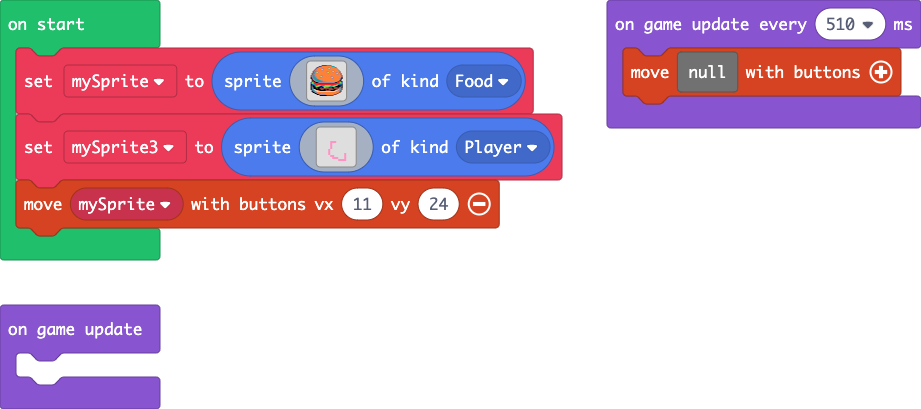 on start
set mySprite to sprite of kind Food
set mySprite3 to sprite of kind Player
move mySprite with buttons vx 11 vy 24
on game update
on game update every 510 ms
move null with buttons